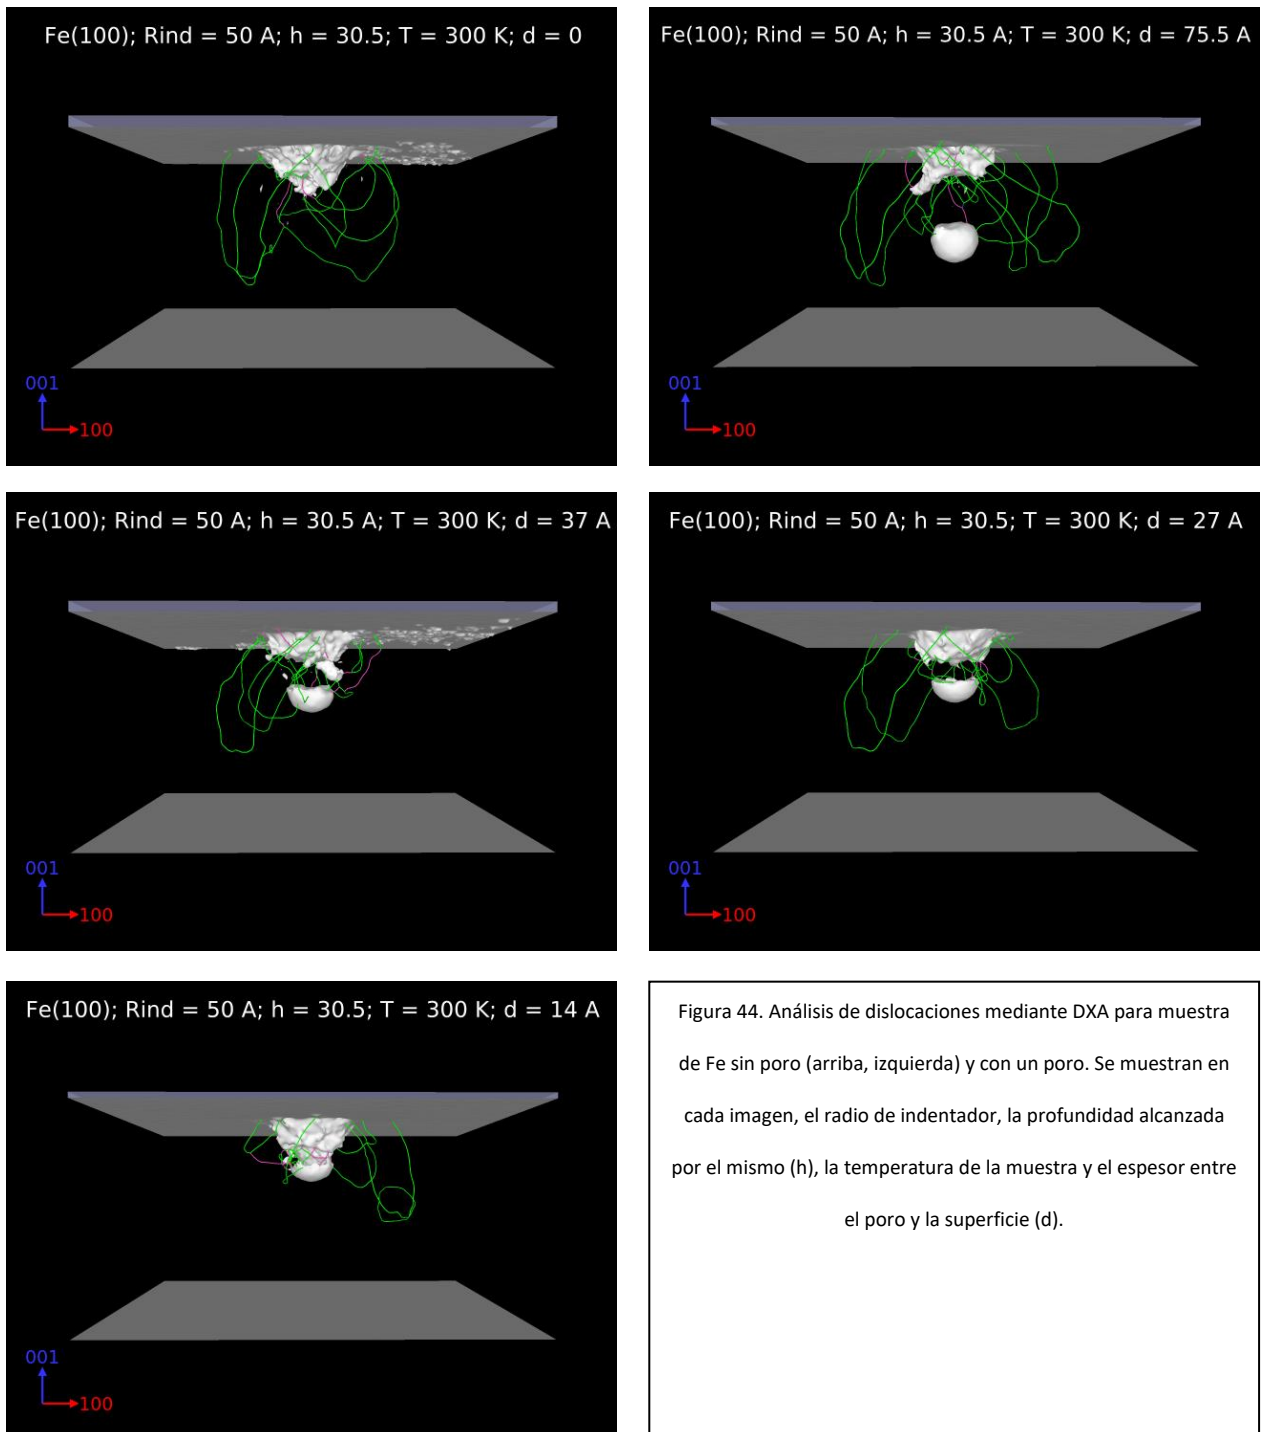 Fe(100); Rind = 50 A; h = 30.5; T = 300 K; d = 0
001
100
Fe(100); Rind = 50 A; h = 30.5 A; T = 300 K; d = 75.5 A
001
100
Fe(100); Rind = 50 A; h = 30.5 A; T = 300 K; d = 37 A
001
100
Fe(100); Rind = 50 A; h = 30.5; T = 300 K; d = 27 A
001
100
Fe(100); Rind = 50 A; h = 30.5; T = 300 K; d = 14 A
001
100
Figura 44. Análisis de dislocaciones mediante DXA para muestra
de Fe sin poro (arriba, izquierda) y con un poro. Se muestran en
cada imagen, el radio de indentador, la profundidad alcanzada
por el mismo (h), la temperatura de la muestra y el espesor entre
el poro y la superficie (d).